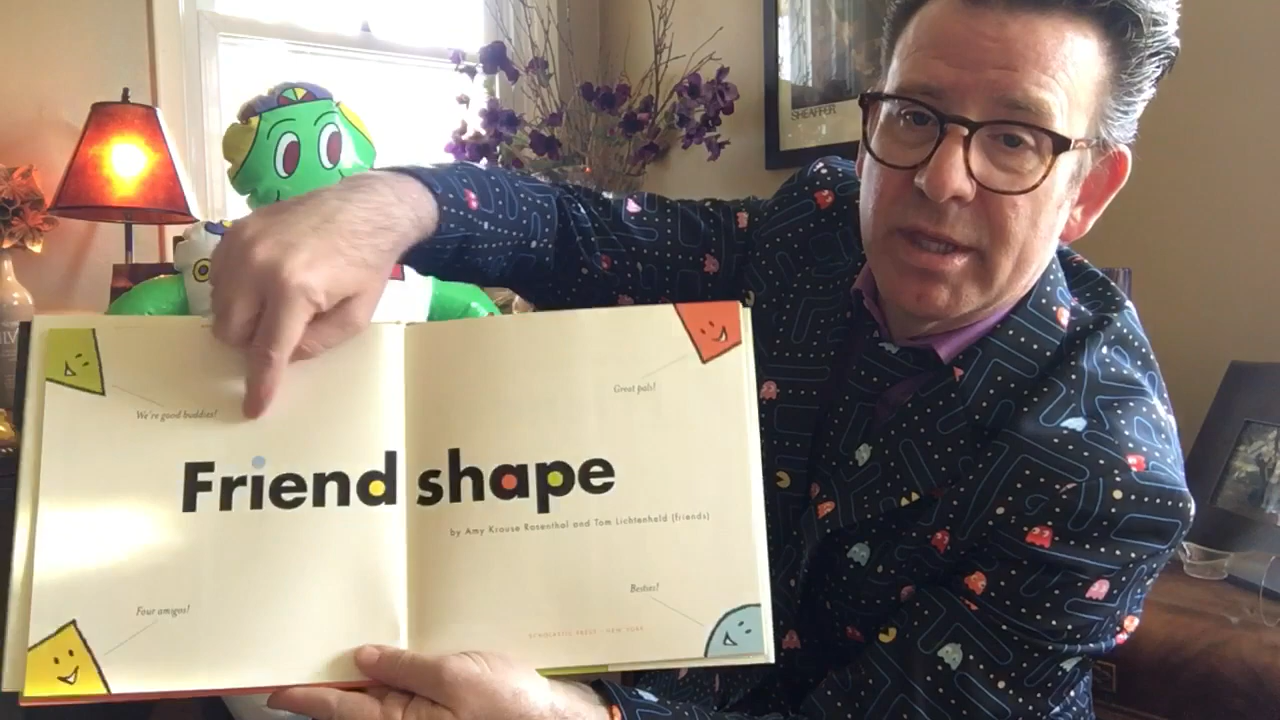 SHEAFFER
We're good buddies!
Great pals!
Friendshape
by Amy Krouse Rosenthal and Tom Lichtenheld (friends)
Four amigos!
Besties!
SCHOLASTIC PRESS · NEW YORK